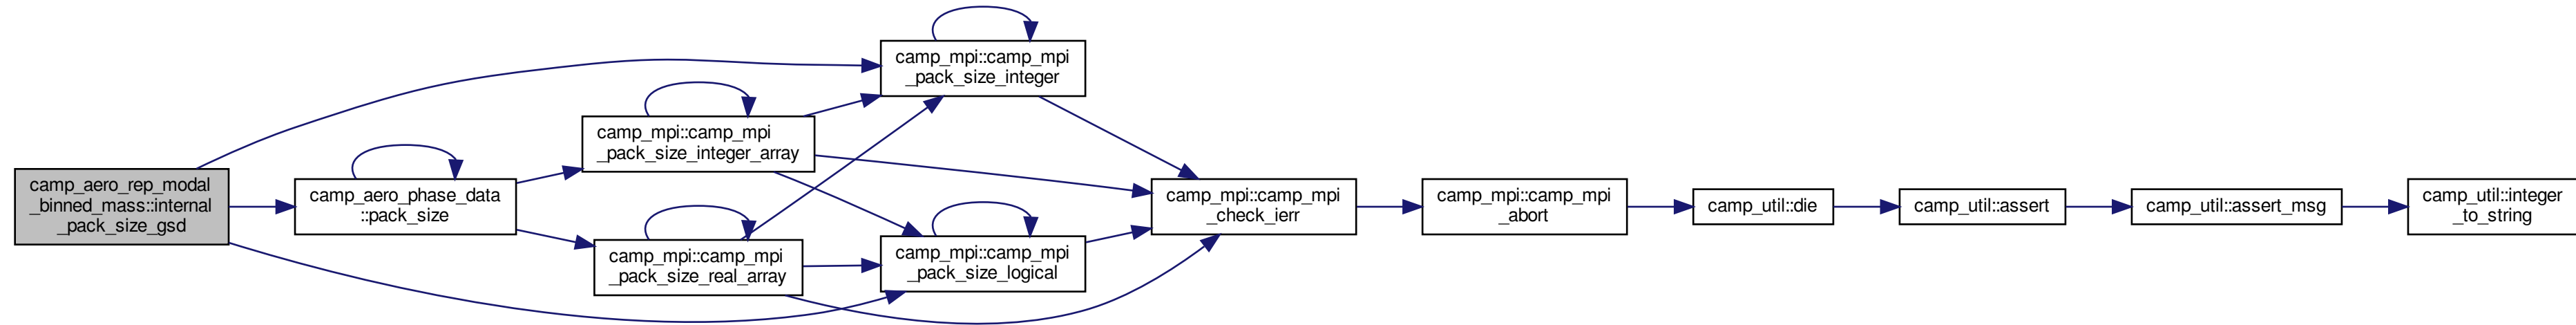 camp_aero_rep_modal
_binned_mass::internal
_pack_size_gsd
camp_aero_phase_data
::pack_size
camp_mpi::camp_mpi
_pack_size_integer_array
camp_mpi::camp_mpi
_pack_size_real_array
camp_mpi::camp_mpi
_pack_size_integer
camp_mpi::camp_mpi
_pack_size_logical
camp_mpi::camp_mpi
_check_ierr
camp_mpi::camp_mpi
_abort
camp_util::die
camp_util::assert
camp_util::assert_msg
camp_util::integer
_to_string